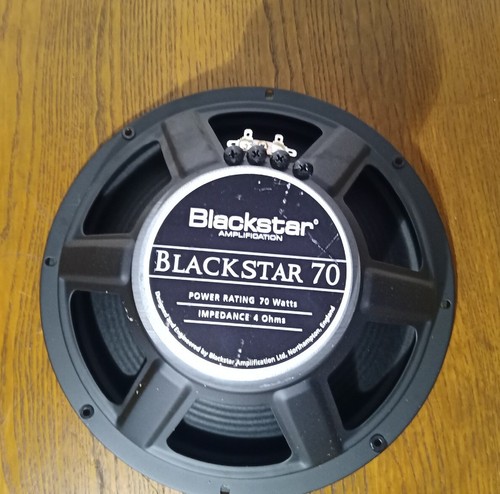 Blackstar®
AMPLIFICATION
BLACKSTAR 70
POWER RATING 70 Watts
IMPEDANCE 4 Ohms
Designed and Engineered by Blackstar Amplification Ltd, Northampton, England